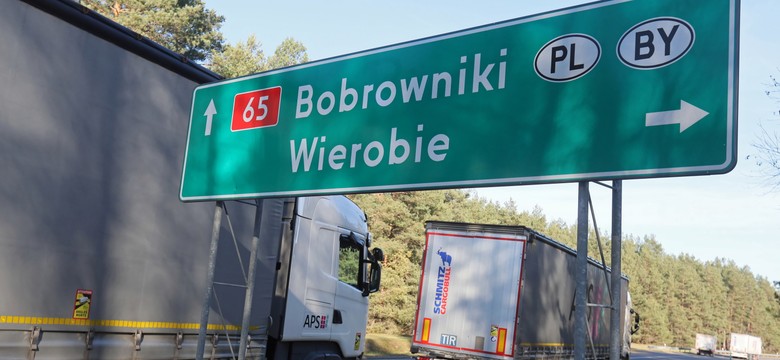 65 Bobrowniki PL BY
Wierobie
APS
SCHMITZ
CARGOBULL
TIR